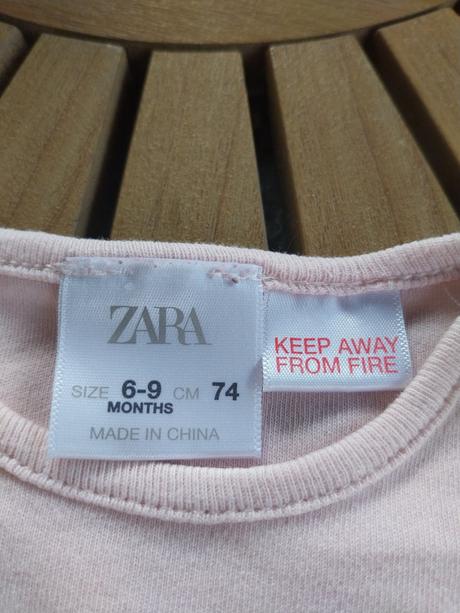 ZARA
SIZE 6-9 CM 74
MONTHS
MADE IN CHINA
KEEP AWAY
FROM FIRE